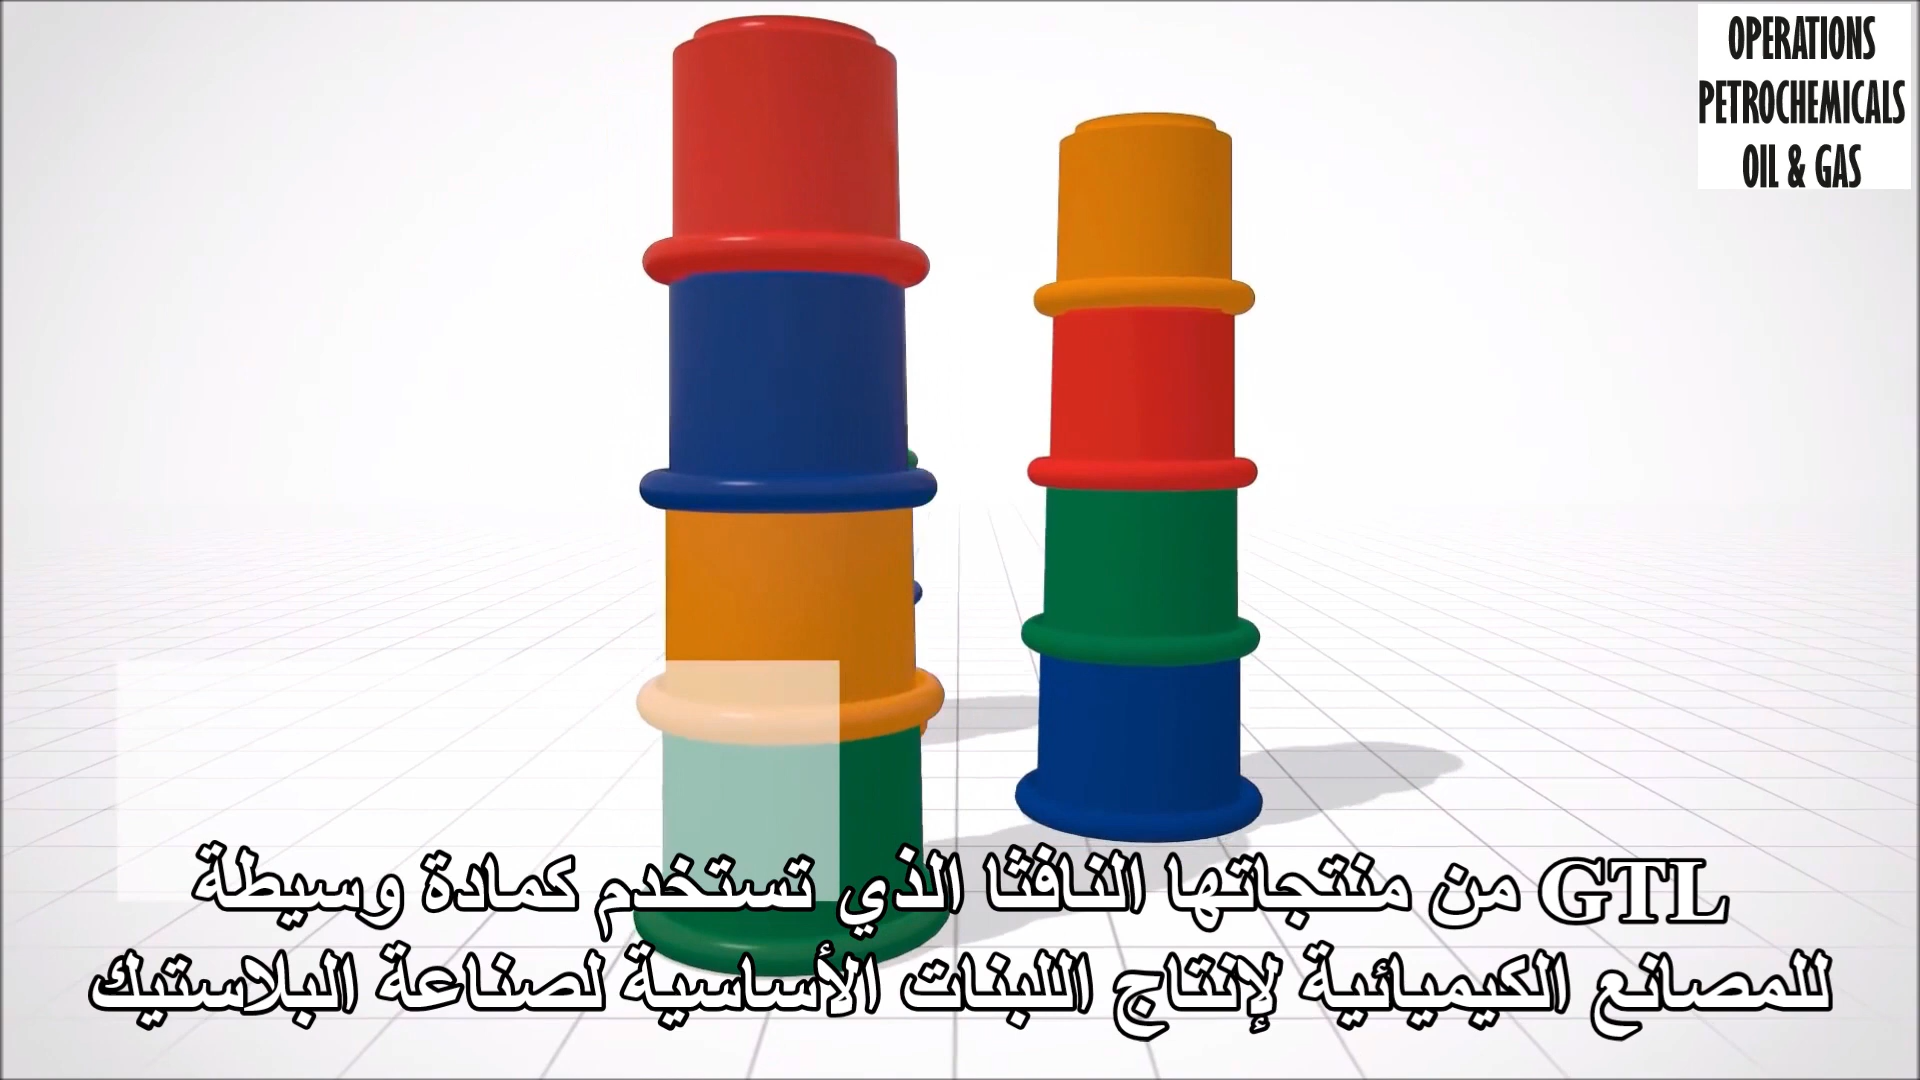 OPERATIONS
PETROCHEMICALS
OIL & GAS
GTL من منتجاتها النافثا الذي تستخدم كمادة وسيطة
للمصانع الكيميائية لإنتاج اللبنات الأساسية لصناعة البلاستيك